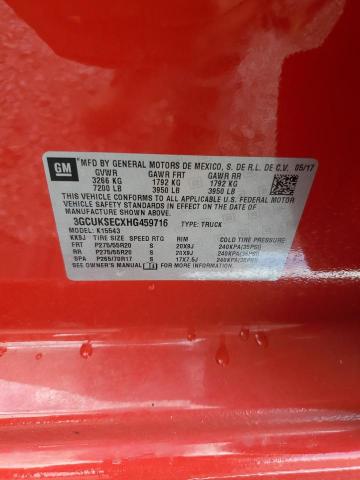 GM
MFD BY GENERAL MOTORS DE MEXICO, S. DE R.L. DE C.V. 05/17
GVWR GAWR FRT GAWR RR
3266 KG 1792 KG 1792 KG
7200 LB 3950 LB 3950 LB
THIS VEHICLE CONFORMS TO ALL APPLICABLE U.S. FEDERAL MOTOR
VEHICLE SAFETY STANDARDS IN EFFECT ON THE DATE OF
MANUFACTURE SHOWN ABOVE.
3GCUKSECXHG459716 TYPE: TRUCK
MODEL: K15543
KKSJ TIRE SIZE SPEED RTG RIM COLD TIRE PRESSURE
FRT P275/55R20 S 20X9J 240KPA(35PSI)
RR P275/55R20 S 20X9J 240KPA(35PSI)
SPA P265/70R17 S 17X7.5J 240KPA(35PSI)
SEE OWNER'S MANUAL FOR MORE INFORMATION.